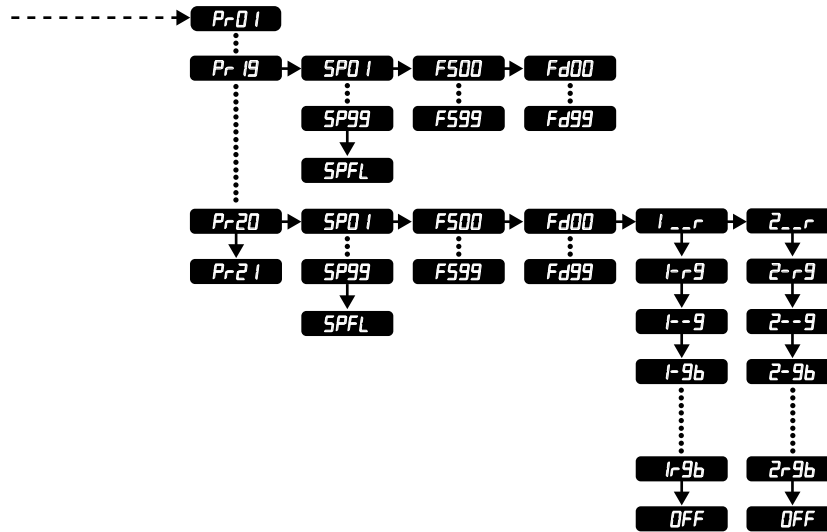 Pr01
Pr19 SP01 FS00 Fd00
SP99 FS99 Fd99
SPFL
Pr20 SP01 FS00 Fd00 1__r 2__r
Pr21 SP99 FS99 Fd99 1-r9 2-r9
SPFL 1--9 2--9
1-9b 2-9b
1r9b 2r9b
OFF OFF